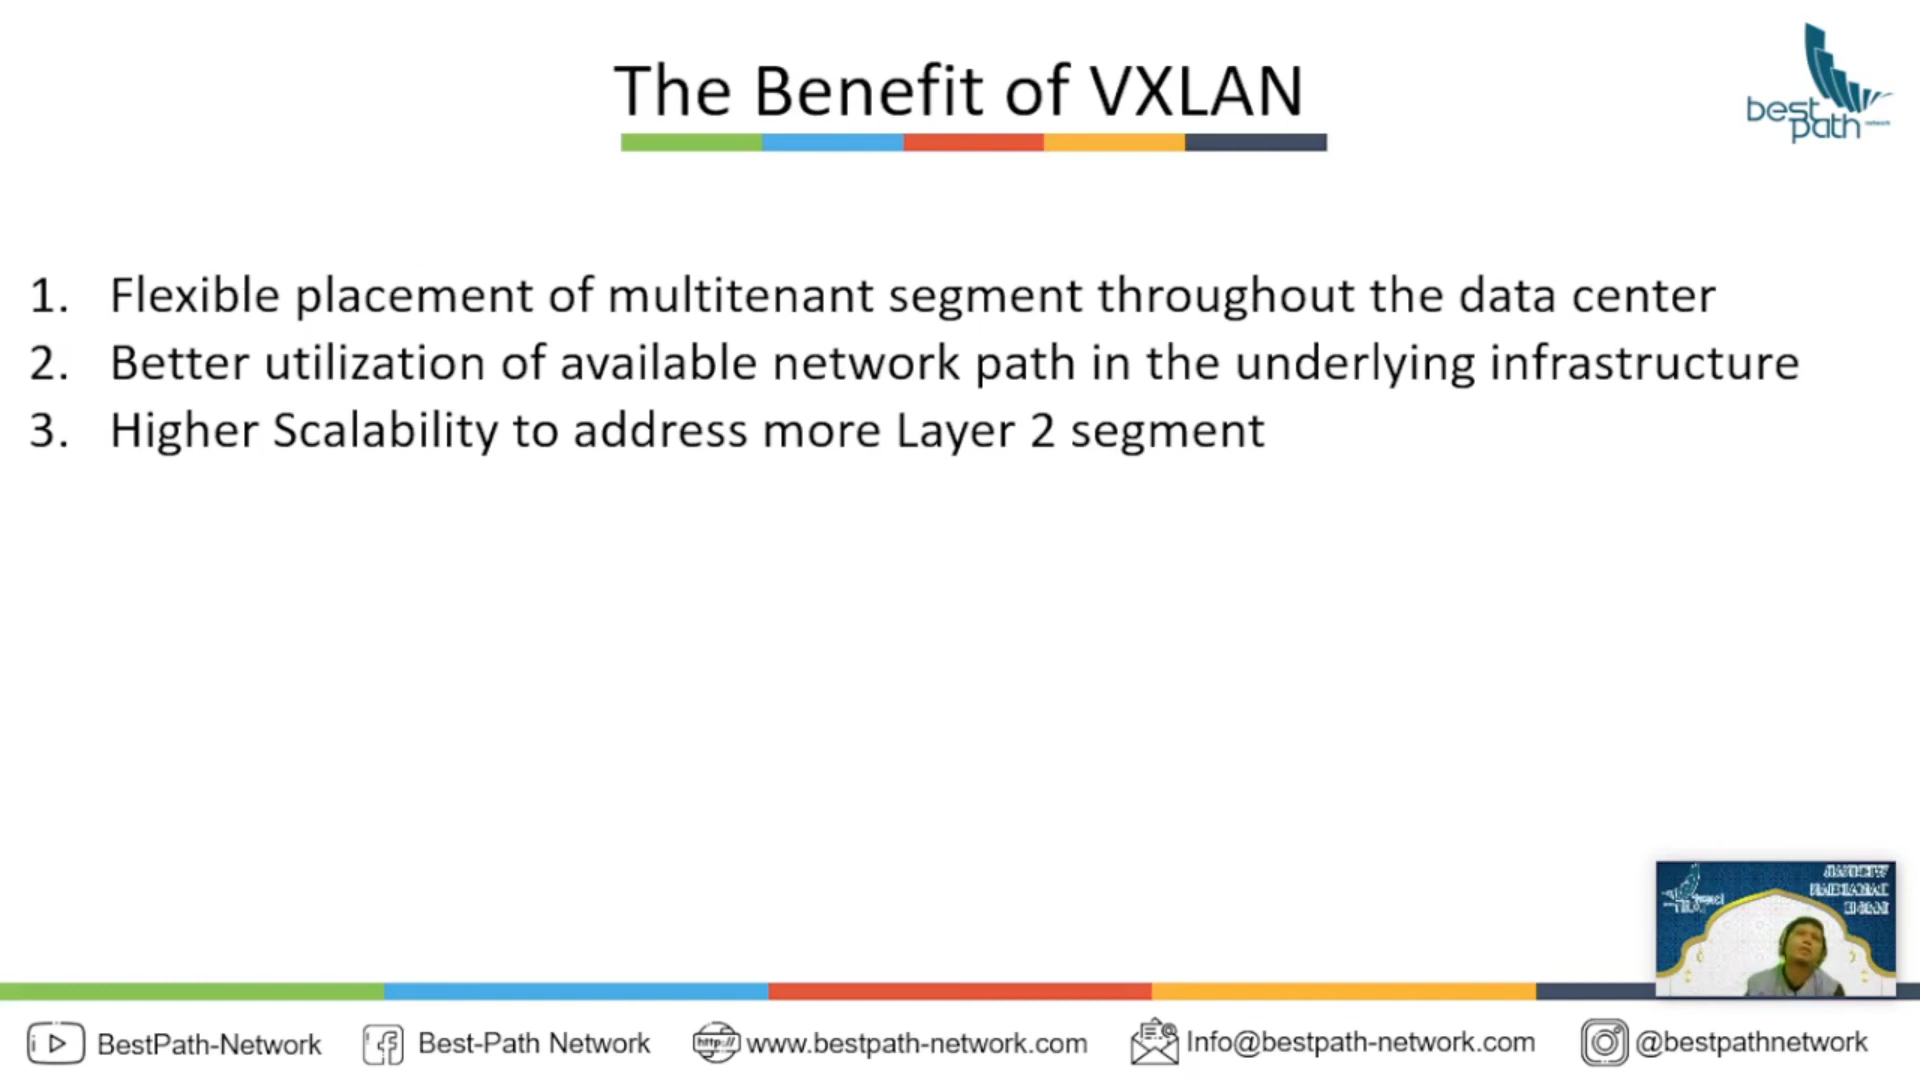 The Benefit of VXLAN
best
path
network
1. Flexible placement of multitenant segment throughout the data center
2. Better utilization of available network path in the underlying infrastructure
3. Higher Scalability to address more Layer 2 segment
BestPath-Network
Best-Path Network
http://
www.bestpath-network.com
Info@bestpath-network.com
@bestpathnetwork